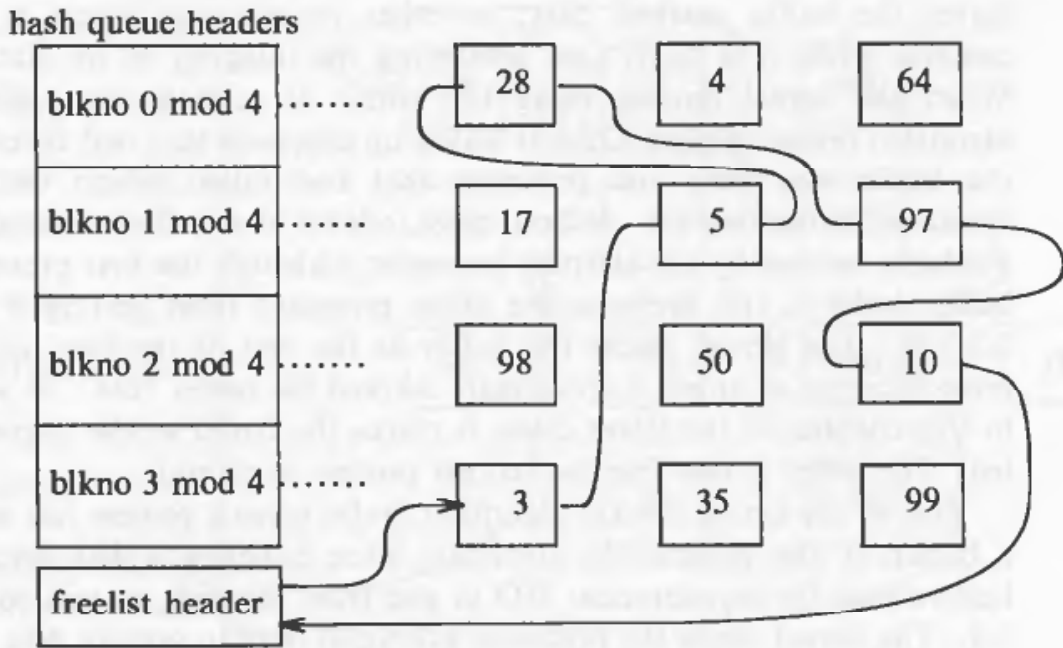 hash queue headers
blkno 0 mod 4 ...... 28 4 64
blkno 1 mod 4 ...... 17 5 97
blkno 2 mod 4 ...... 98 50 10
blkno 3 mod 4 ...... 3 35 99
freelist header